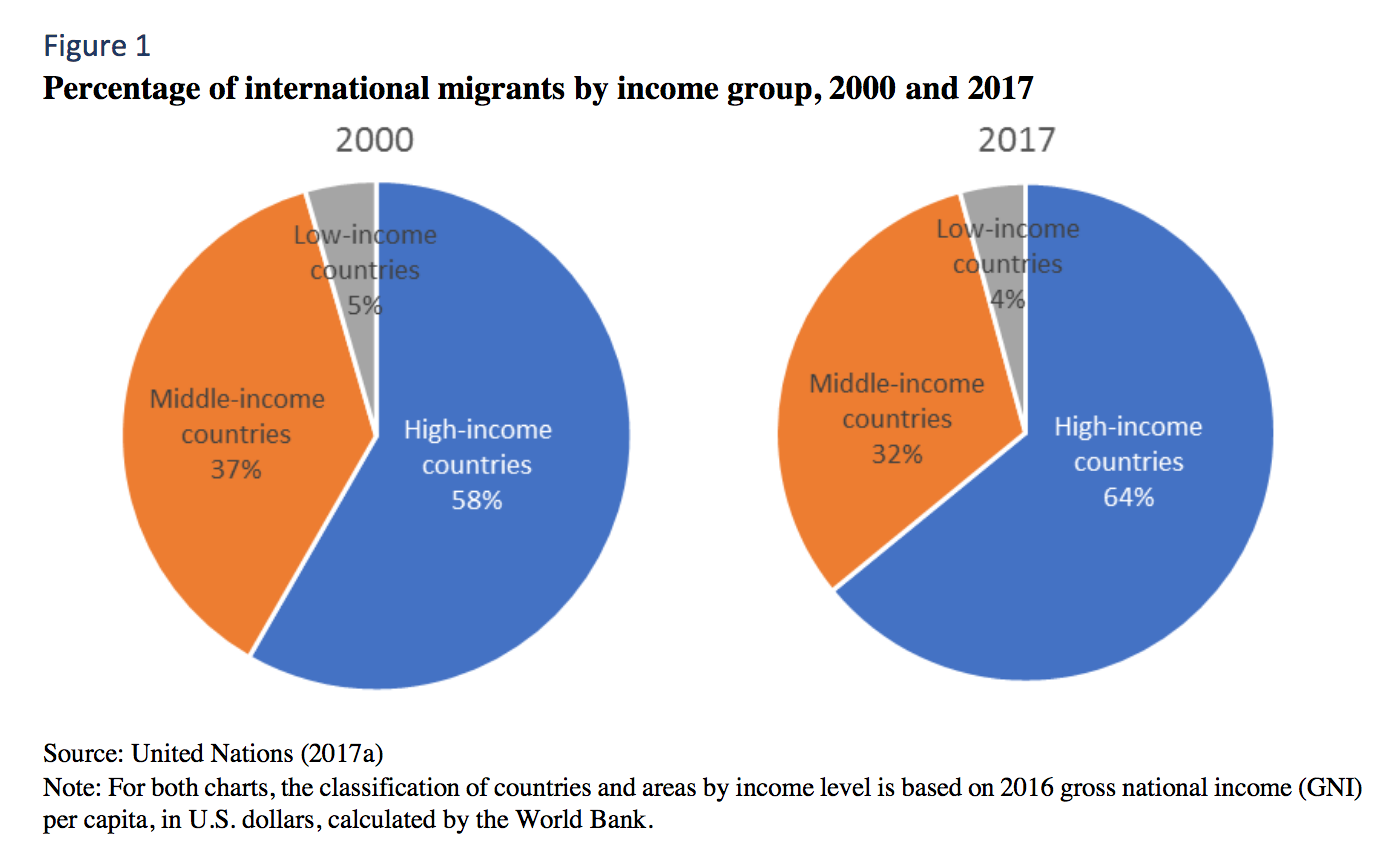 Figure 1
Percentage of international migrants by income group, 2000 and 2017
2000
Low-income
countries
5%
Middle-income
countries
37%
High-income
countries
58%
2017
Low-income
countries
4%
Middle-income
countries
32%
High-income
countries
64%
Source: United Nations (2017a)
Note: For both charts, the classification of countries and areas by income level is based on 2016 gross national income (GNI)
per capita, in U.S. dollars, calculated by the World Bank.